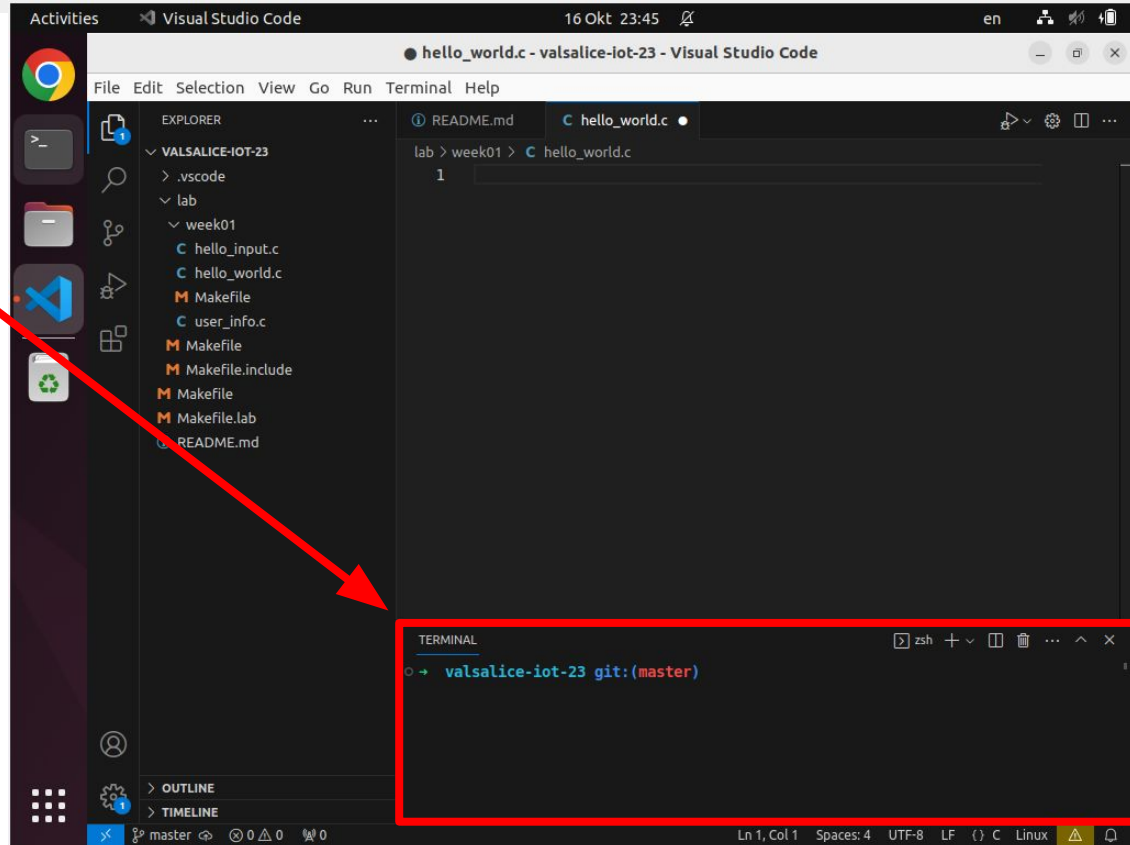 Activities Visual Studio Code 16 Okt 23:45 en
hello_world.c - valsalice-iot-23 - Visual Studio Code
File Edit Selection View Go Run Terminal Help
EXPLORER ...
README.md C hello_world.c
VALSALICE-IOT-23
lab > week01 > C hello_world.c
> .vscode
1
lab
week01
C hello_input.c
C hello_world.c
M Makefile
C user_info.c
M Makefile
M Makefile.include
M Makefile
M Makefile.lab
README.md
TERMINAL zsh
valsalice-iot-23 git:(master)
> OUTLINE
> TIMELINE
1
1
master 0 0 0 Ln 1, Col 1 Spaces: 4 UTF-8 LF {} C Linux